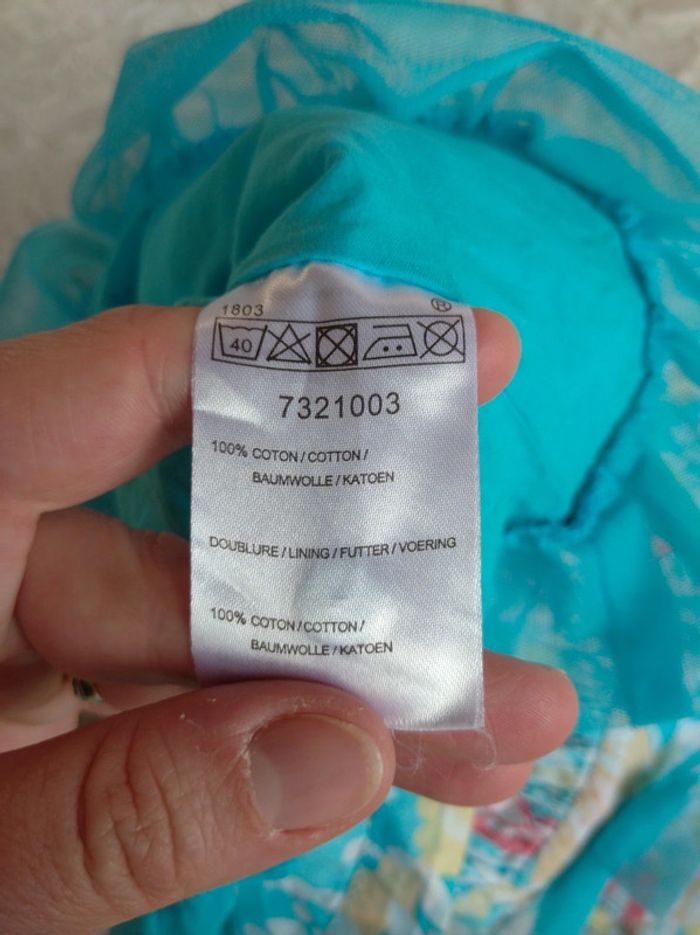 1803 ®
40
7321003
100% COTON / COTTON /
BAUMWOLLE / KATOEN
DOUBLURE / LINING / FUTTER / VOERING
100% COTON / COTTON /
BAUMWOLLE / KATOEN